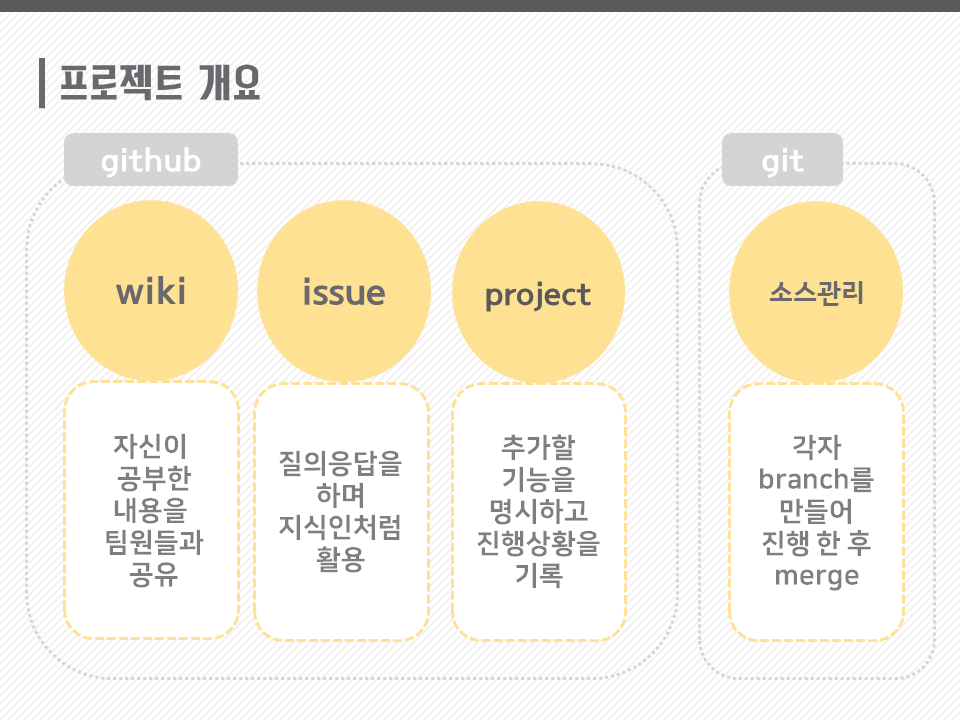 프로젝트 개요
github
git
wiki
issue
project
소스관리
자신이
공부한
내용을
팀원들과
공유
질의응답을
하며
지식인처럼
활용
추가할
기능을
명시하고
진행상황을
기록
각자
branch를
만들어
진행 한 후
merge